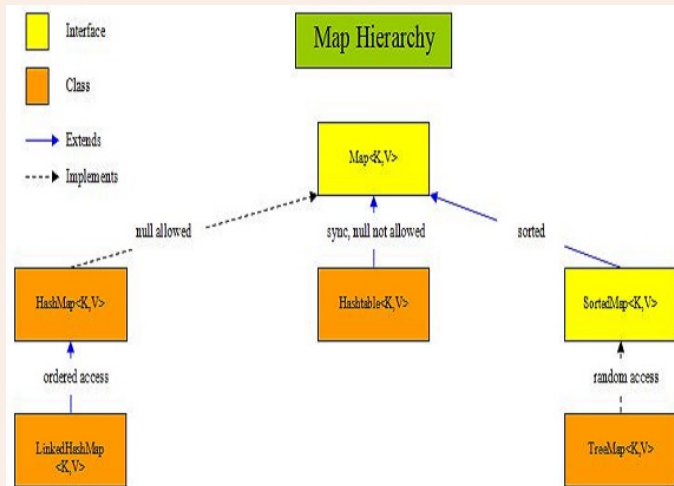 Interface
Map Hierarchy
Class
Extends
Implements
Map<K,V>
null allowed
sync, null not allowed
sorted
HashMap<K,V>
Hashtable<K,V>
SortedMap<K,V>
ordered access
random access
LinkedHashMap
<K,V>
TreeMap<K,V>